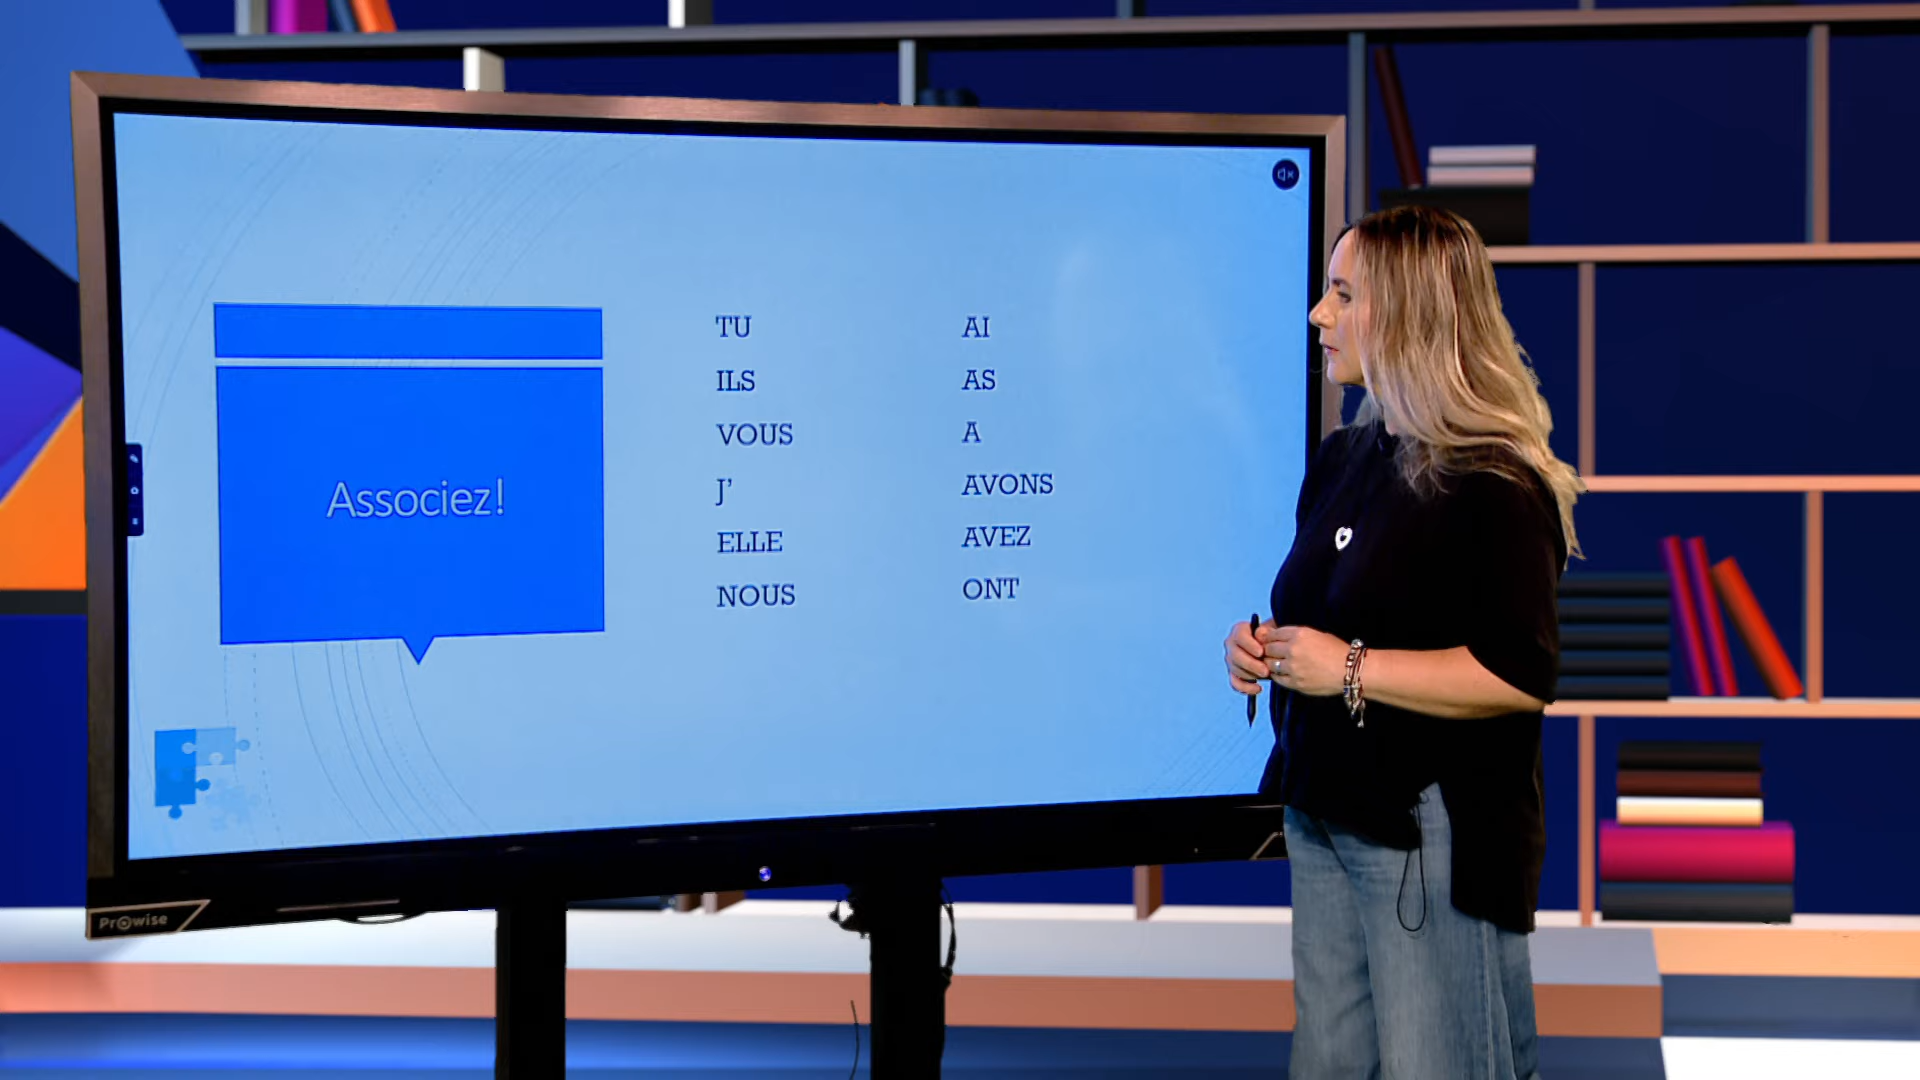 Associez!
TU AI
ILS AS
VOUS A
J' AVONS
ELLE AVEZ
NOUS ONT
Prowise